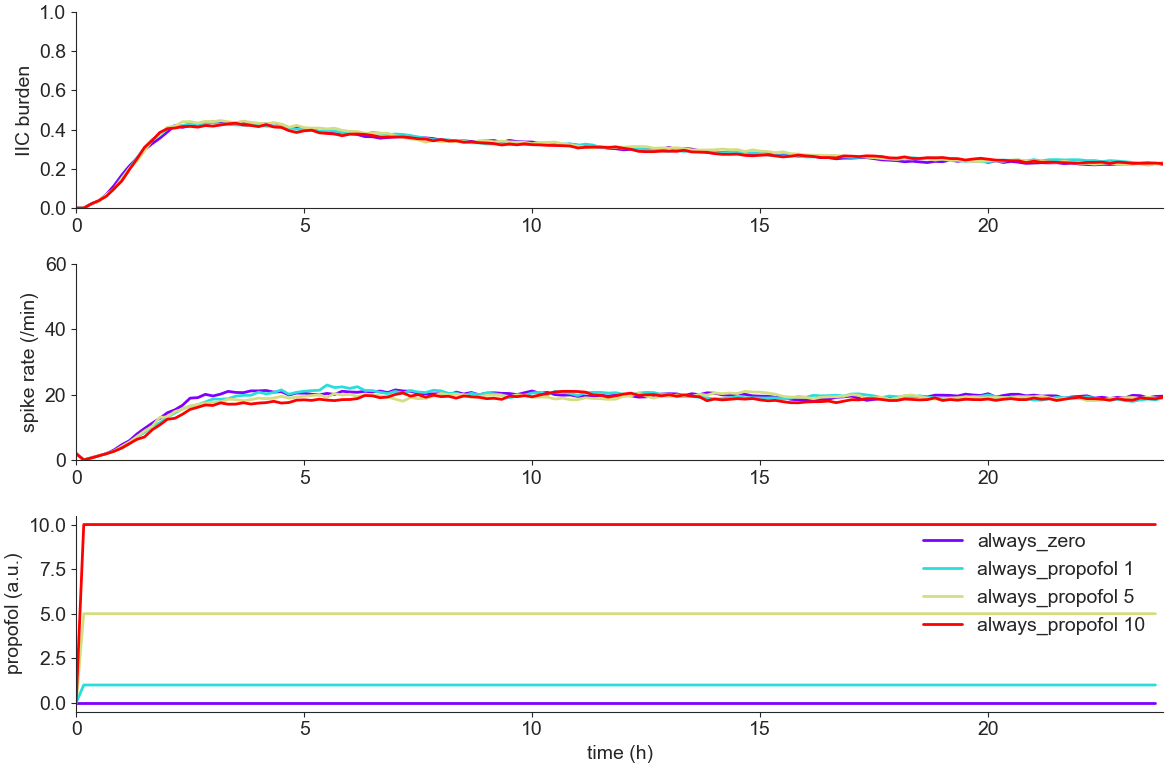 1.0
0.8
0.6
0.4
0.2
0.0
IIC burden
0 5 10 15 20
60
40
20
0
spike rate (/min)
0 5 10 15 20
10.0
7.5
5.0
2.5
0.0
propofol (a.u.)
always_zero
always_propofol 1
always_propofol 5
always_propofol 10
0 5 10 15 20
time (h)